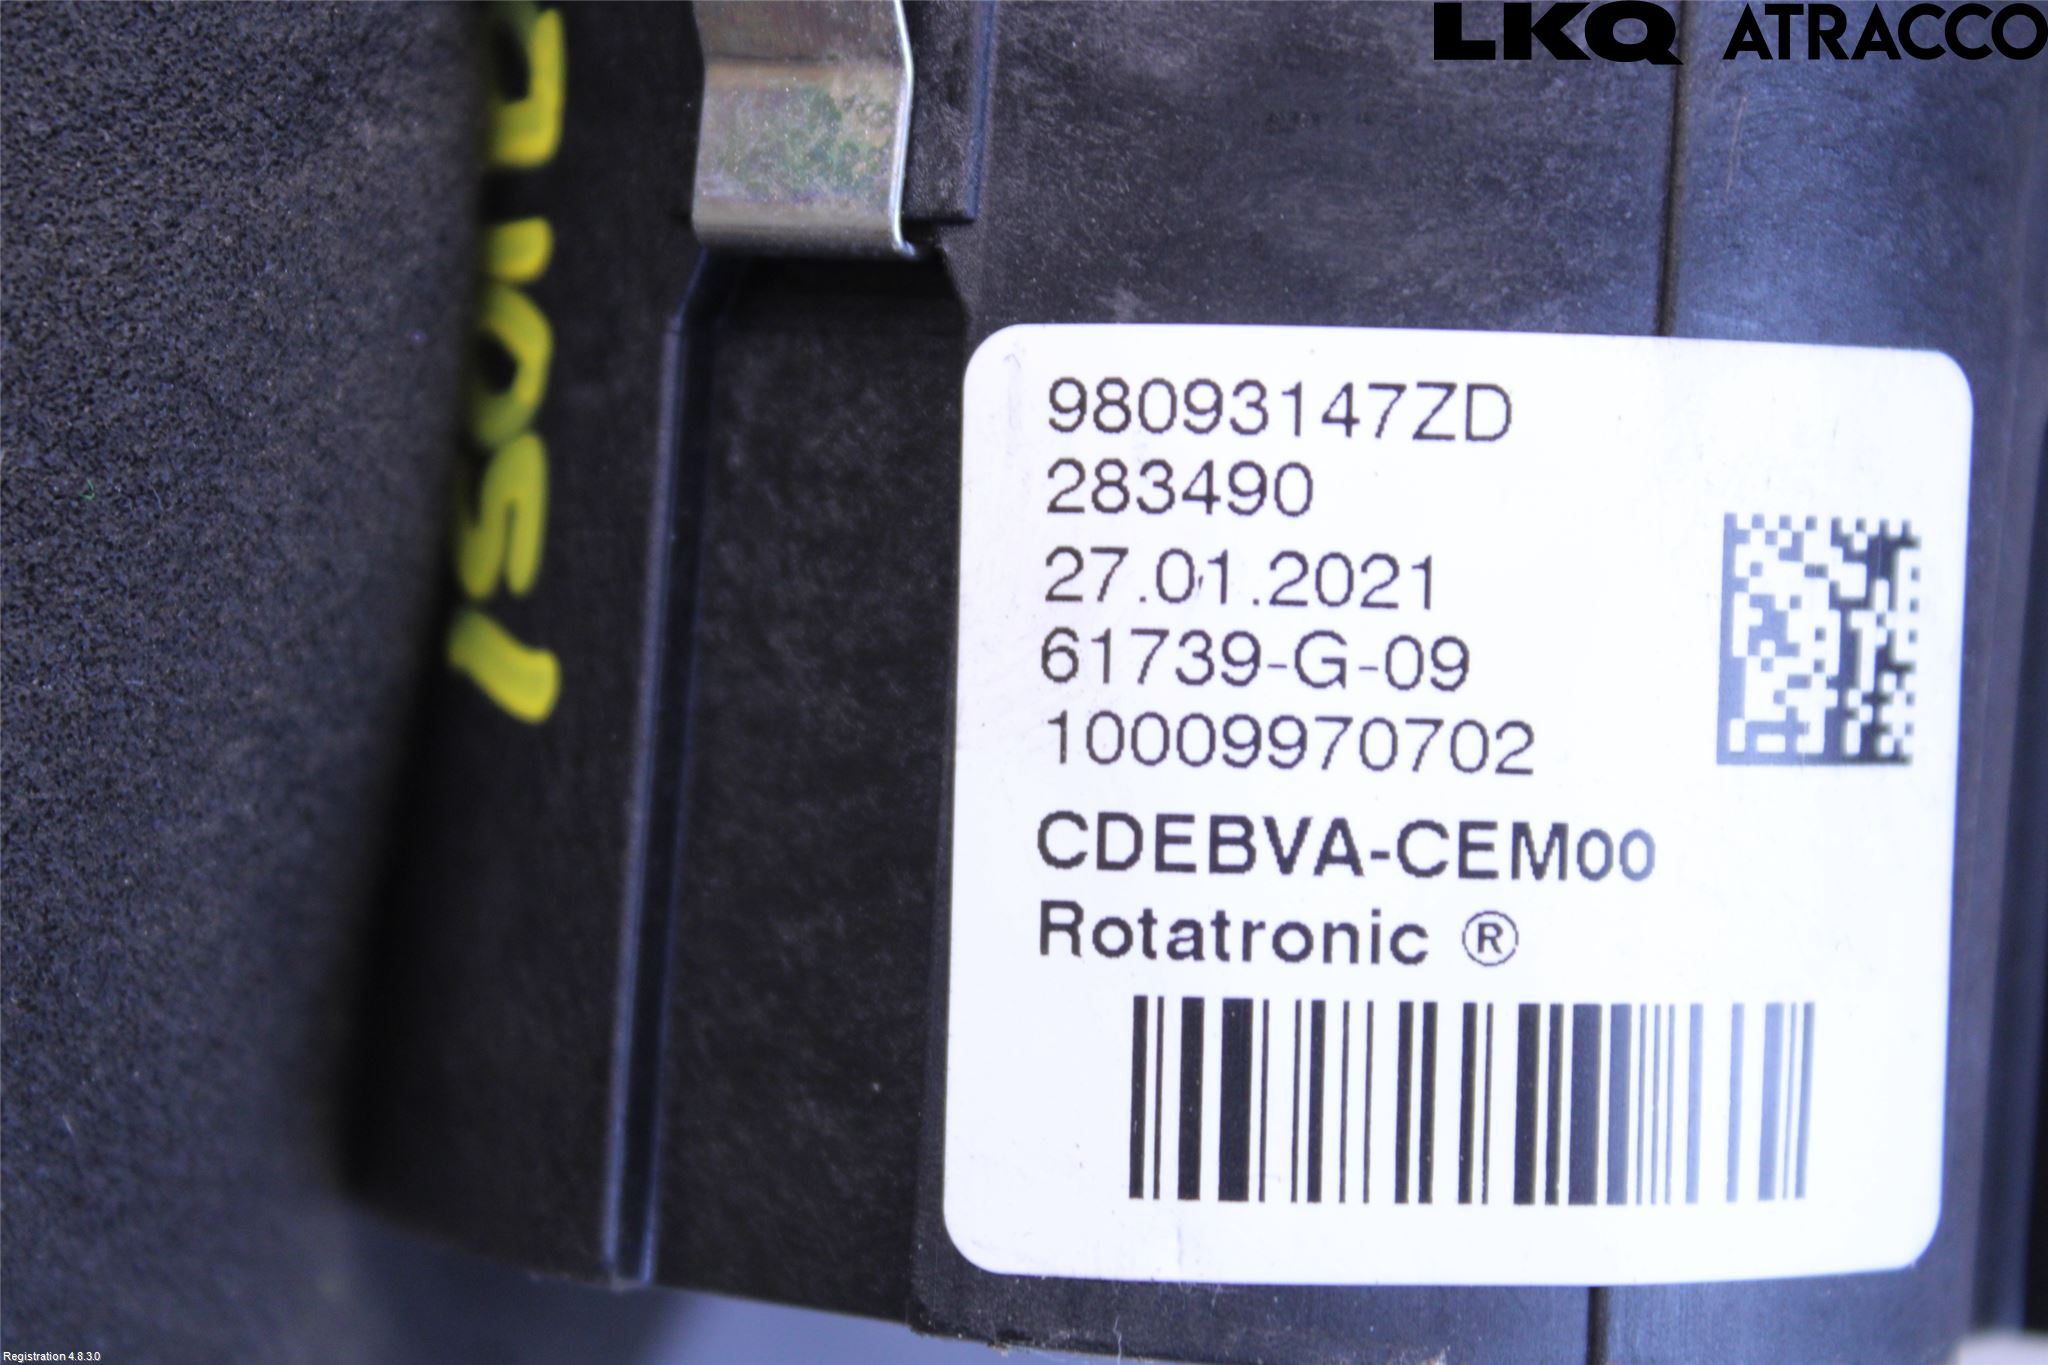 LKQ ATRACCO
98093147ZD
283490
27.01.2021
61739-G-09
10009970702
CDEBVA-CEM00
Rotatronic ®
Registration 4.8.3.0